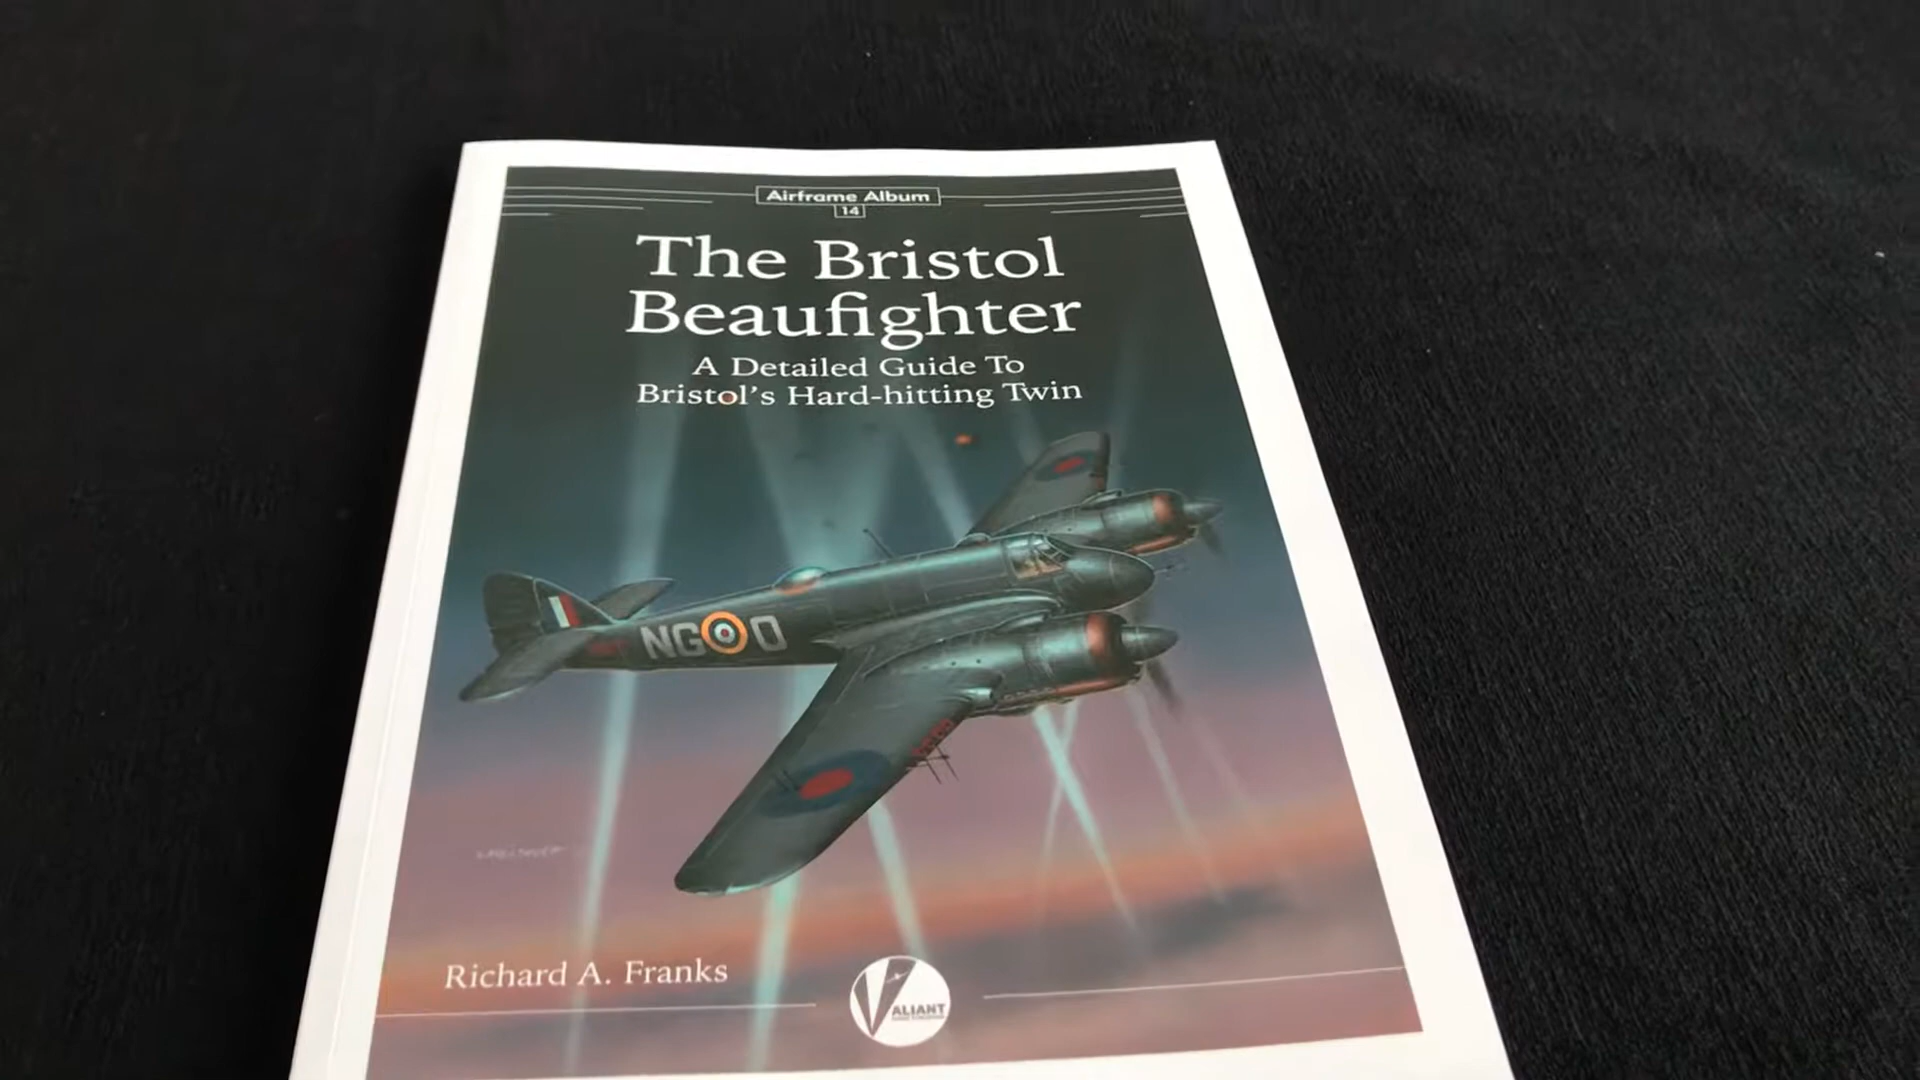 Airframe Album
14
The Bristol
Beaufighter
A Detailed Guide To
Bristol's Hard-hitting Twin
NG O
Richard A. Franks
VALIANT